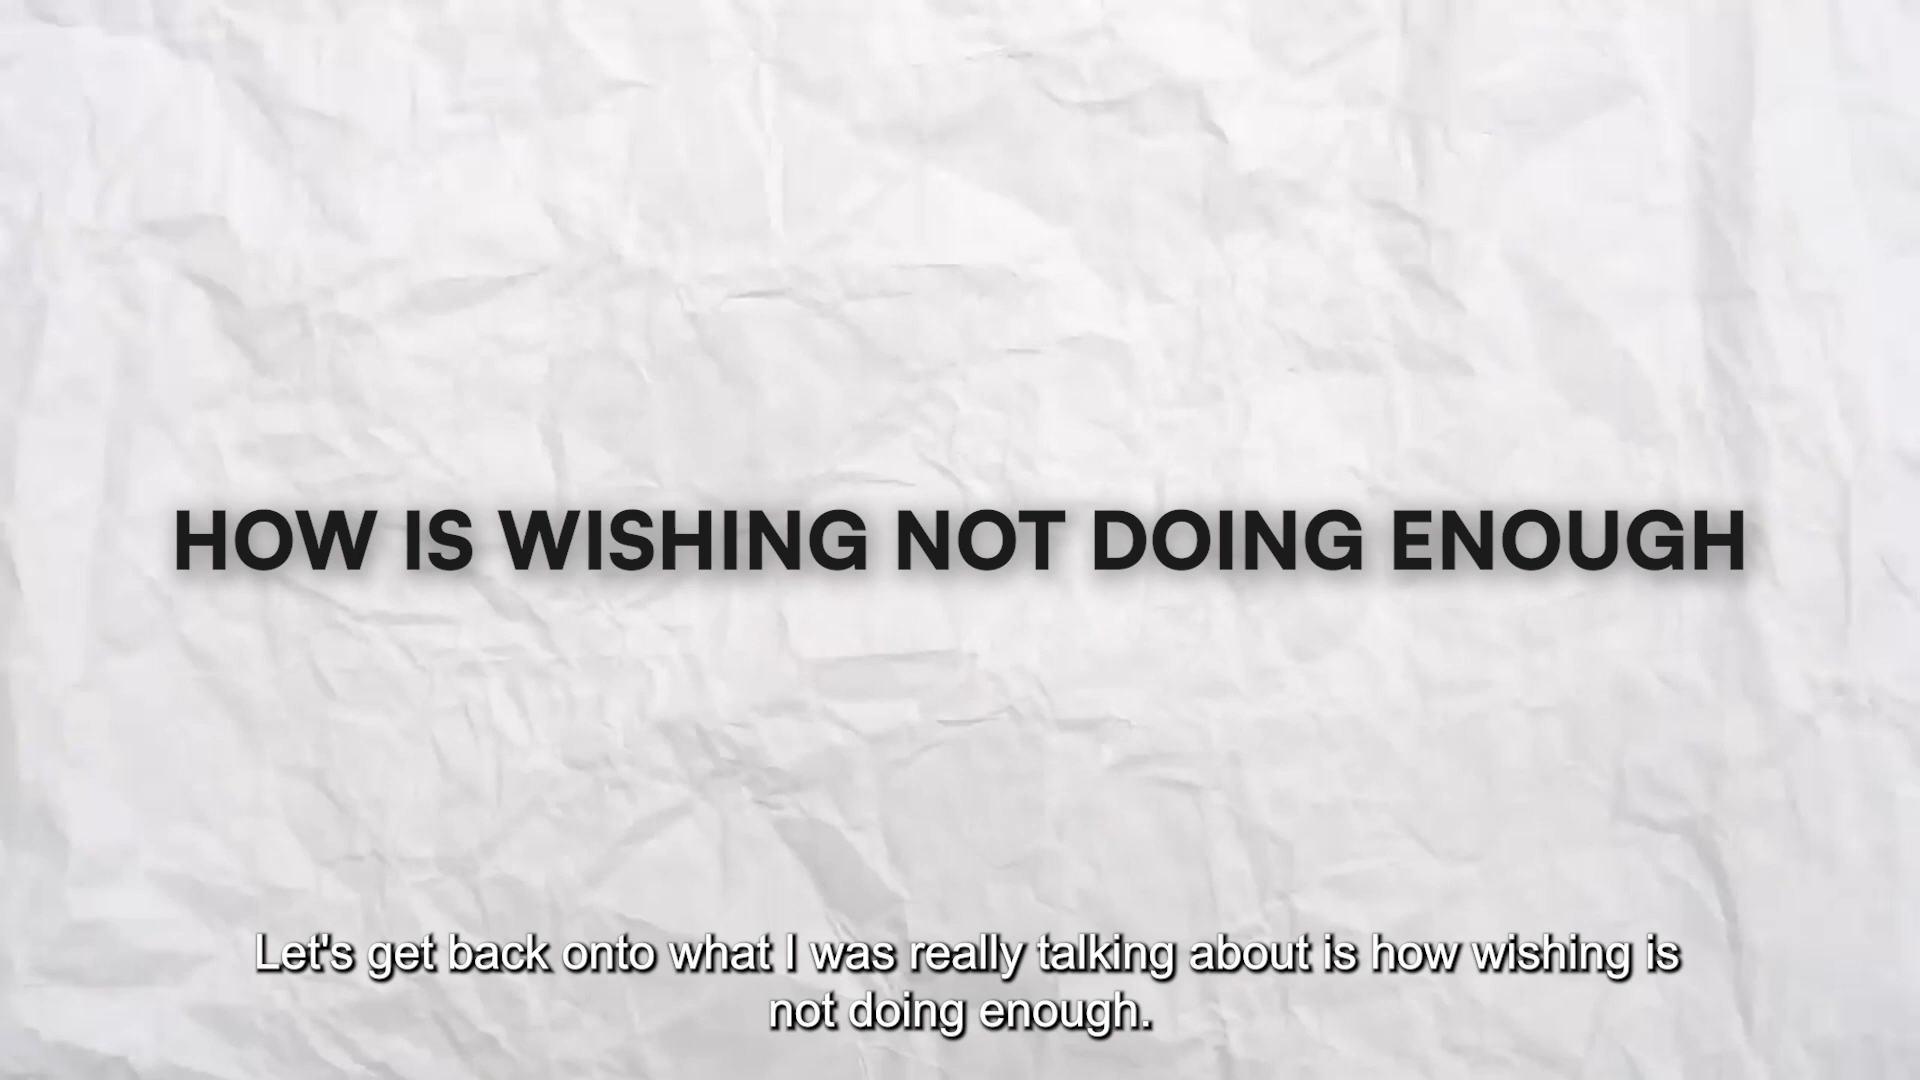 HOW IS WISHING NOT DOING ENOUGH
Let's get back onto what I was really talking about is how wishing is
not doing enough.